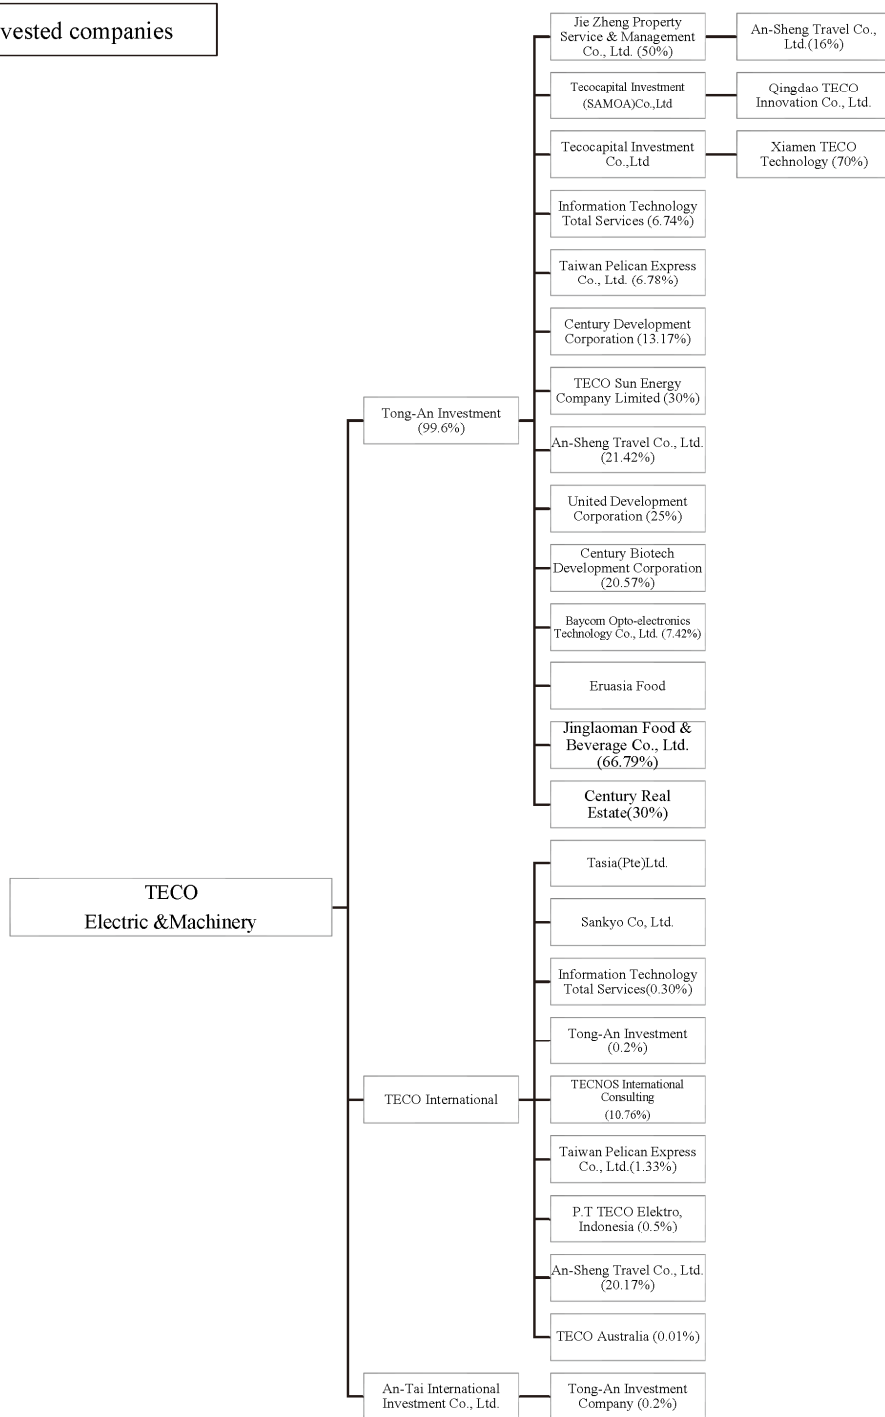 vested companies
Jie Zheng Property
Service & Management
Co., Ltd. (50%)
An-Sheng Travel Co.,
Ltd.(16%)
Tecocapital Investment
(SAMOA)Co.,Ltd
Qingdao TECO
Innovation Co., Ltd.
Tecocapital Investment
Co.,Ltd
Xiamen TECO
Technology (70%)
Information Technology
Total Services (6.74%)
Taiwan Pelican Express
Co., Ltd. (6.78%)
Century Development
Corporation (13.17%)
TECO Sun Energy
Company Limited (30%)
Tong-An Investment
(99.6%)
An-Sheng Travel Co., Ltd.
(21.42%)
United Development
Corporation (25%)
Century Biotech
Development Corporation
(20.57%)
Baycom Opto-electronics
Technology Co., Ltd. (7.42%)
Eruasia Food
Jinglaoman Food &
Beverage Co., Ltd.
(66.79%)
Century Real
Estate(30%)
TECO
Electric &Machinery
Tasia(Pte)Ltd.
Sankyo Co, Ltd.
Information Technology
Total Services(0.30%)
Tong-An Investment
(0.2%)
TECO International
TECNOS International
Consulting
(10.76%)
Taiwan Pelican Express
Co., Ltd.(1.33%)
P.T TECO Elektro,
Indonesia (0.5%)
An-Sheng Travel Co., Ltd.
(20.17%)
TECO Australia (0.01%)
An-Tai International
Investment Co., Ltd.
Tong-An Investment
Company (0.2%)